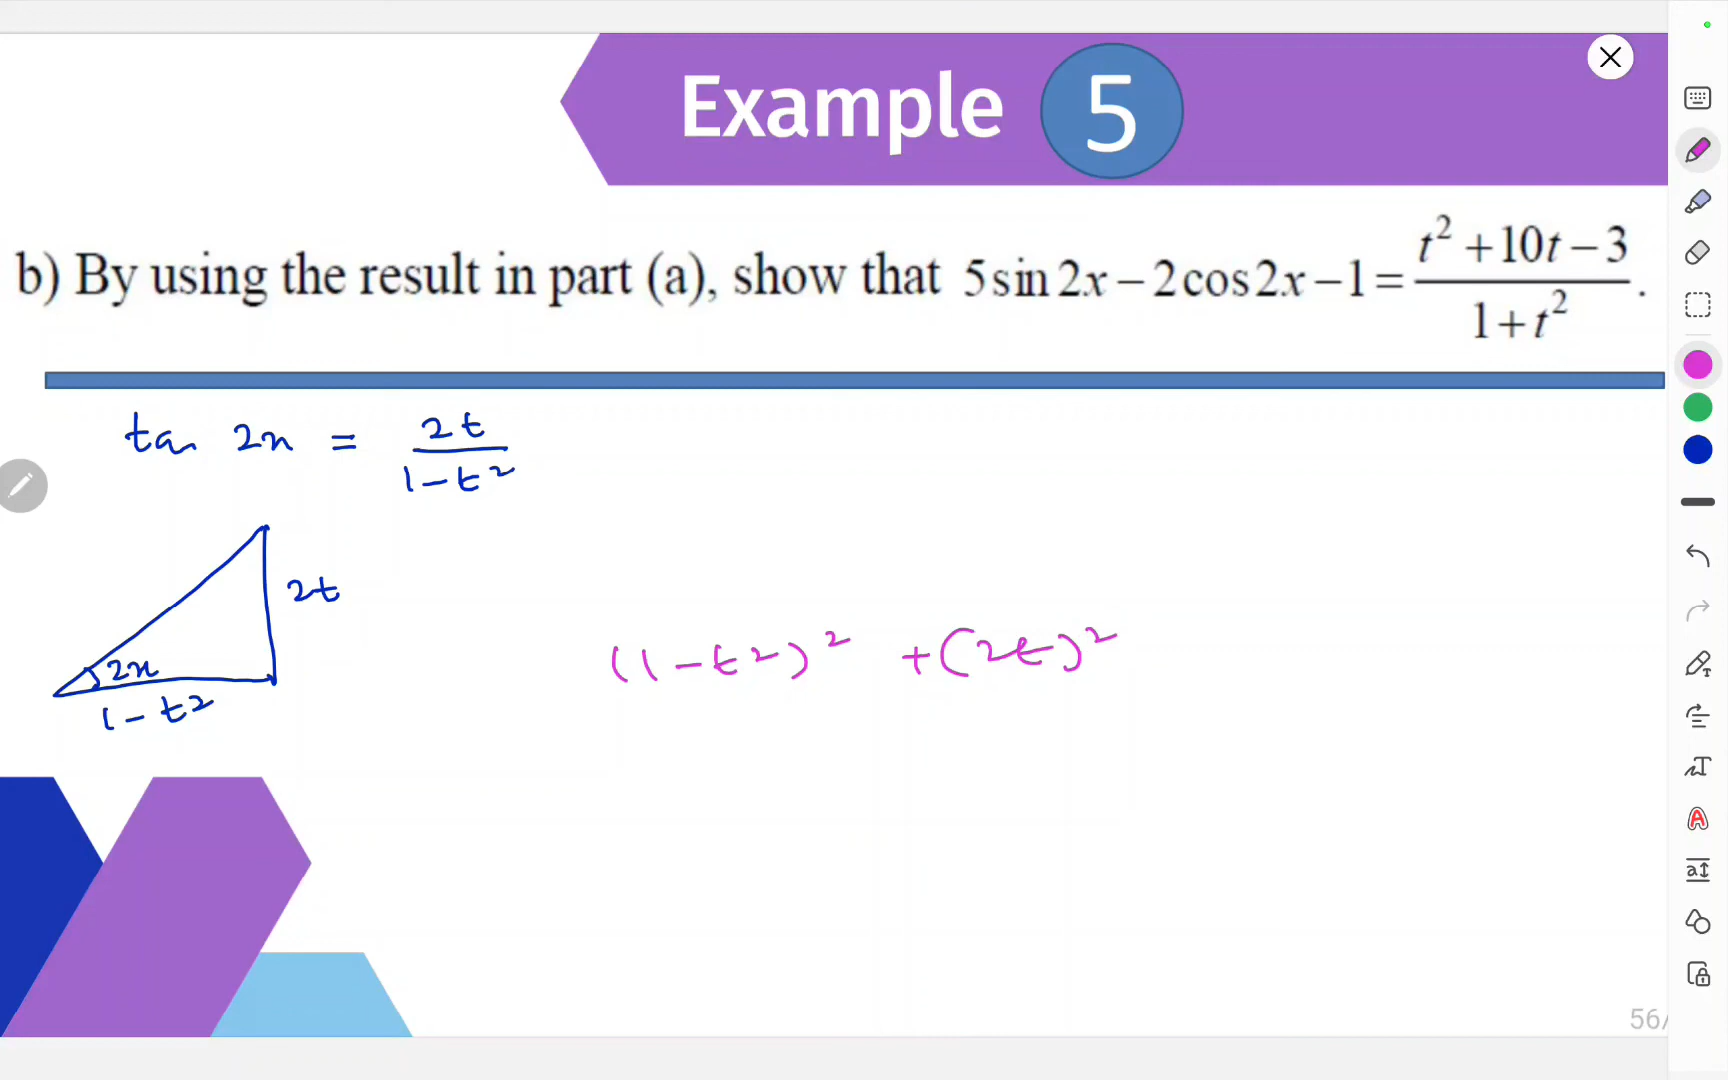 Example 5
b) By using the result in part (a), show that 5sin2x−2cos2x−1= (t²+10t−3)/(1+t²).
tan 2x = 2t/(1−t²)
2t
2x
1−t²
(1−t²)² +(2t)²
56/